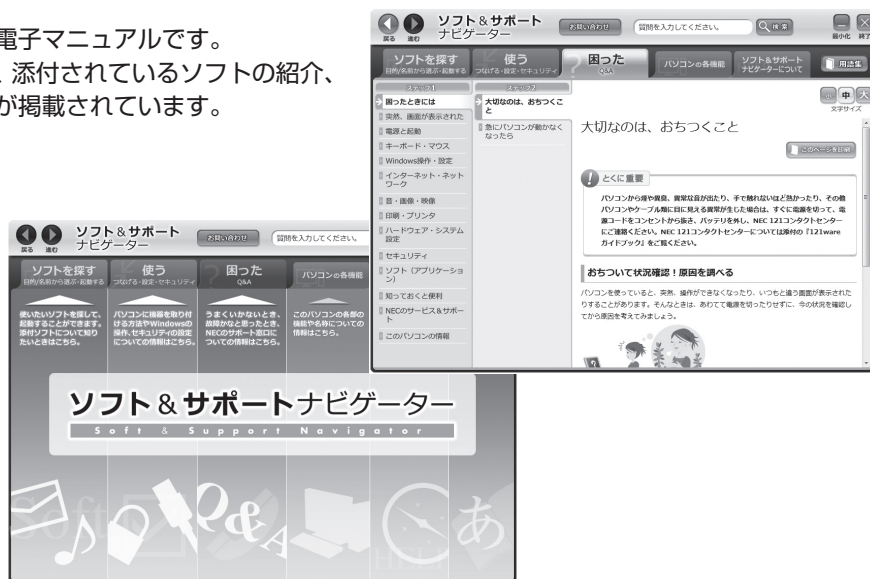 電子マニュアルです。
、添付されているソフトの紹介、
が掲載されています。
戻る 進む
ソフト&サポート
ナビゲーター
お問い合わせ
質問を入力してください。
検索
最小化 終了
ソフトを探す
目的/名前から選ぶ・起動する
使う
つなげる・設定・セキュリティ
困った
Q&A
パソコンの各機能
ソフト&サポート
ナビゲーターについて
用語集
ステップ1
困ったときには
突然、画面が表示された
電源と起動
キーボード・マウス
Windows操作・設定
インターネット・ネット
ワーク
音・画像・映像
印刷・プリンタ
ハードウェア・システム
設定
セキュリティ
ソフト(アプリケーショ
ン)
知っておくと便利
NECのサービス&サポー
ト
このパソコンの情報
ステップ2
大切なのは、おちつくこ
と
急にパソコンが動かなく
なったら
小 中 大
文字サイズ
大切なのは、おちつくこと
このページを印刷
とくに重要
パソコンから煙や異臭、異常な音が出たり、手で触れないほど熱かったり、その他
パソコンやケーブル類に目に見える異常が生じた場合は、すぐに電源を切って、電
源コードをコンセントから抜き、バッテリを外し、NEC 121コンタクトセンター
にご連絡ください。NEC 121コンタクトセンターについては添付の『121ware
ガイドブック』をご覧ください。
おちついて状況確認!原因を調べる
パソコンを使っていると、突然、操作ができなくなったり、いつもと違う画面が表示された
りすることがあります。そんなときは、あわてて電源を切ったりせずに、今の状況を確認し
てから原因を考えてみましょう。
戻る 進む
ソフト&サポート
ナビゲーター
お問い合わせ
質問を入力してください。
ソフトを探す
目的/名前から選ぶ・起動する
使う
つなげる・設定・セキュリティ
困った
Q&A
パソコンの各機能
使いたいソフトを探して、
起動することができます。
添付ソフトについて知り
たいときはこちら。
パソコンに機器を取り付
ける方法やWindowsの
操作、セキュリティの設定
についての情報はこちら。
うまくいかないとき、
故障かなと思ったとき、
NECのサポート窓口に
ついての情報はこちら。
このパソコンの各部の
機能や名称についての
情報はこちら。
ソフト&サポートナビゲーター
Soft & Support Navigator
Soft
Q&A
HELP
あ